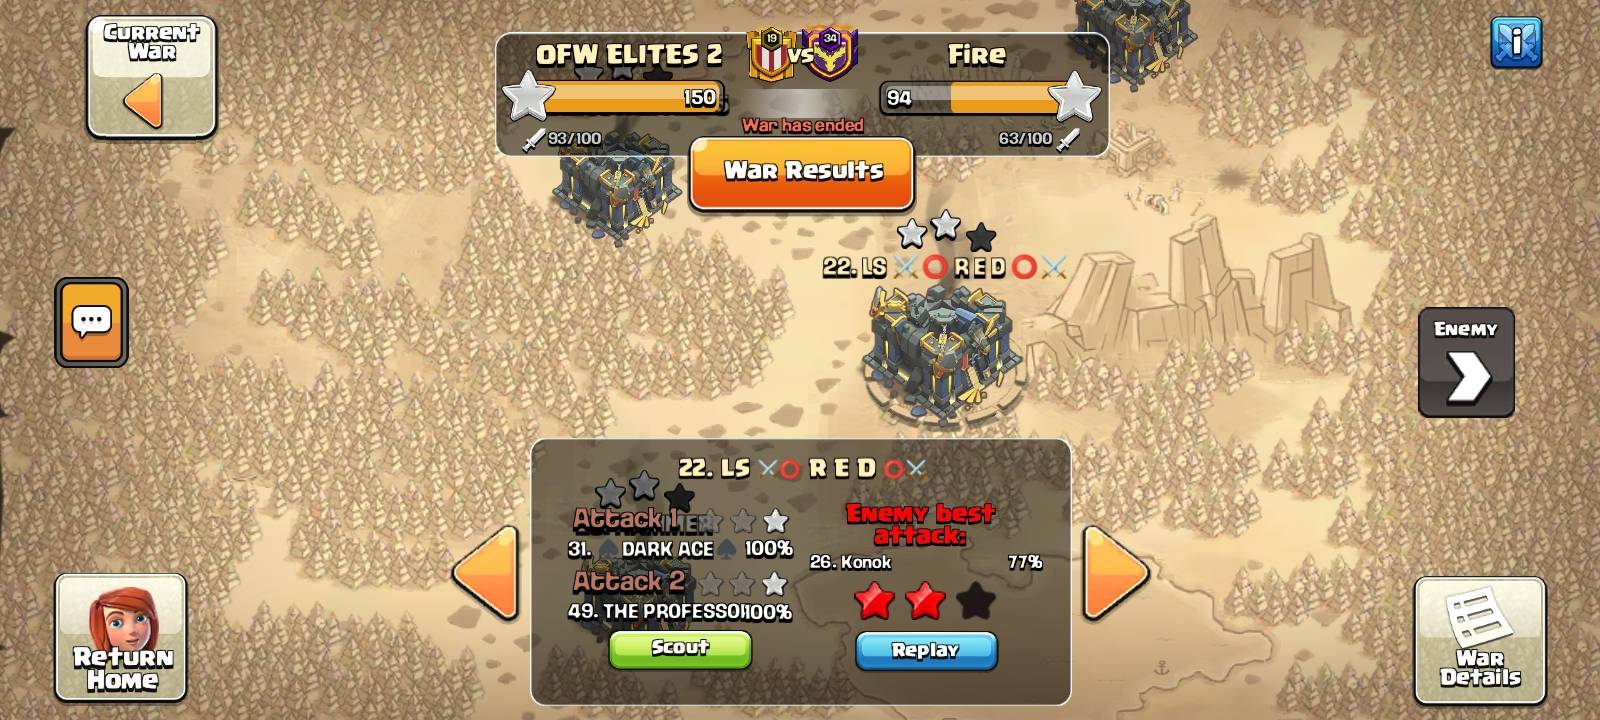 Current
War
OFW ELITES 2
19
vs
34
Fire
150
94
War has ended
93/100
63/100
War Results
22. LS ⚔⭕ R E D ⭕⚔
Enemy
22. LS ⚔⭕ R E D ⭕⚔
Attack 1
31. ♠ DARK ACE ♠ 100%
Attack 2
49. THE PROFESSO 100%
Scout
Enemy best
attack:
26. Konok 77%
Replay
Return
Home
War
Details